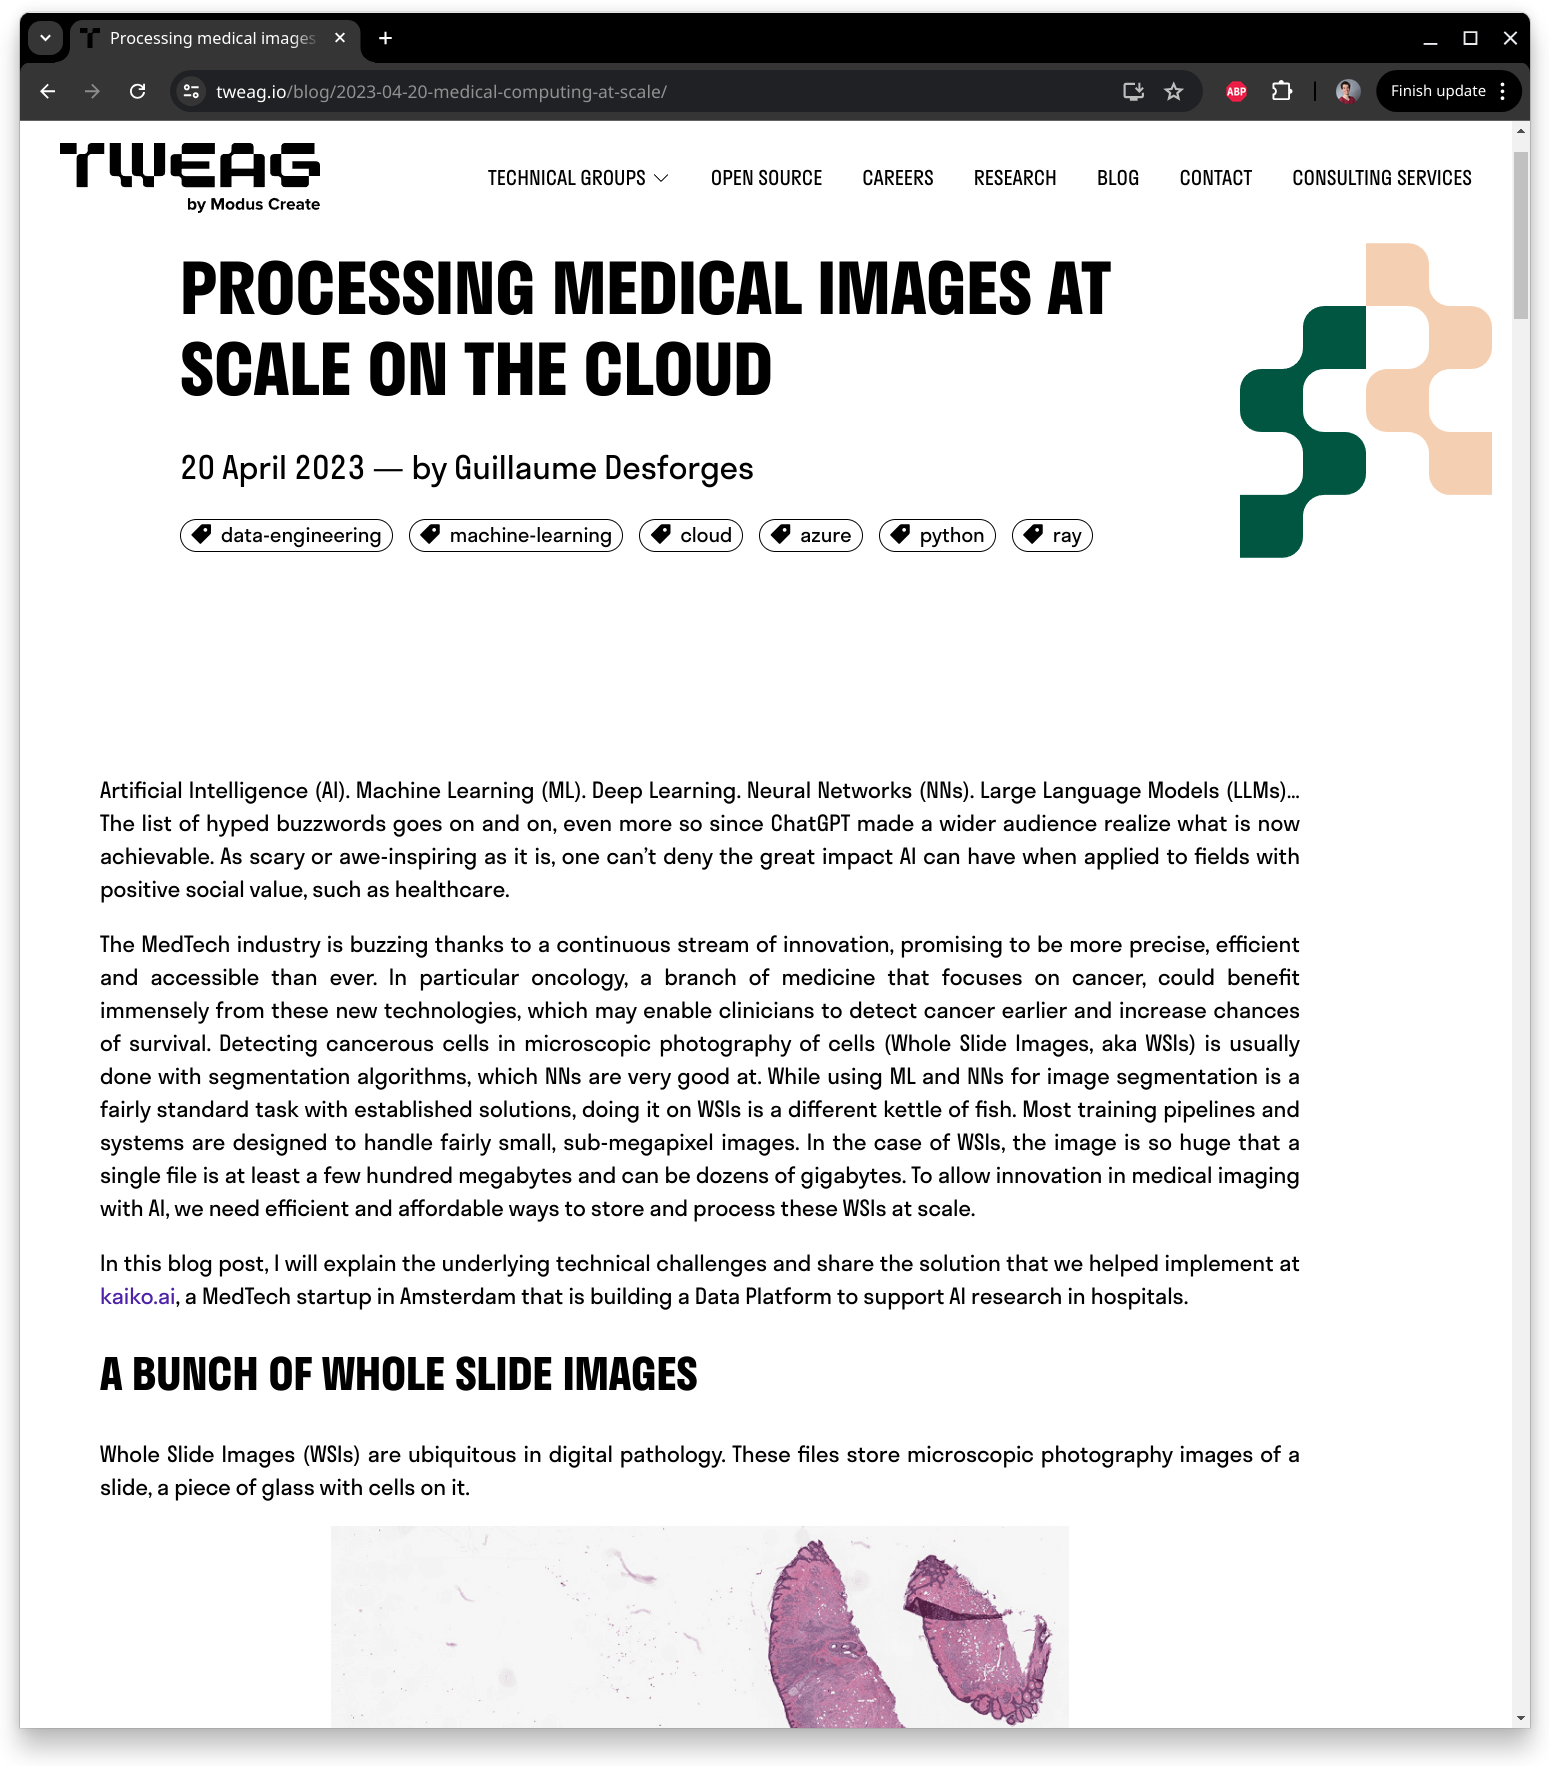 Processing medical images
tweag.io/blog/2023-04-20-medical-computing-at-scale/
ABP
Finish update
TWEAG
by Modus Create
TECHNICAL GROUPS
OPEN SOURCE
CAREERS
RESEARCH
BLOG
CONTACT
CONSULTING SERVICES
PROCESSING MEDICAL IMAGES AT
SCALE ON THE CLOUD
20 April 2023 — by Guillaume Desforges
data-engineering
machine-learning
cloud
azure
python
ray
Artificial Intelligence (AI). Machine Learning (ML). Deep Learning. Neural Networks (NNs). Large Language Models (LLMs)…
The list of hyped buzzwords goes on and on, even more so since ChatGPT made a wider audience realize what is now
achievable. As scary or awe-inspiring as it is, one can’t deny the great impact AI can have when applied to fields with
positive social value, such as healthcare.
The MedTech industry is buzzing thanks to a continuous stream of innovation, promising to be more precise, efficient
and accessible than ever. In particular oncology, a branch of medicine that focuses on cancer, could benefit
immensely from these new technologies, which may enable clinicians to detect cancer earlier and increase chances
of survival. Detecting cancerous cells in microscopic photography of cells (Whole Slide Images, aka WSIs) is usually
done with segmentation algorithms, which NNs are very good at. While using ML and NNs for image segmentation is a
fairly standard task with established solutions, doing it on WSIs is a different kettle of fish. Most training pipelines and
systems are designed to handle fairly small, sub-megapixel images. In the case of WSIs, the image is so huge that a
single file is at least a few hundred megabytes and can be dozens of gigabytes. To allow innovation in medical imaging
with AI, we need efficient and affordable ways to store and process these WSIs at scale.
In this blog post, I will explain the underlying technical challenges and share the solution that we helped implement at
kaiko.ai, a MedTech startup in Amsterdam that is building a Data Platform to support AI research in hospitals.
A BUNCH OF WHOLE SLIDE IMAGES
Whole Slide Images (WSIs) are ubiquitous in digital pathology. These files store microscopic photography images of a
slide, a piece of glass with cells on it.